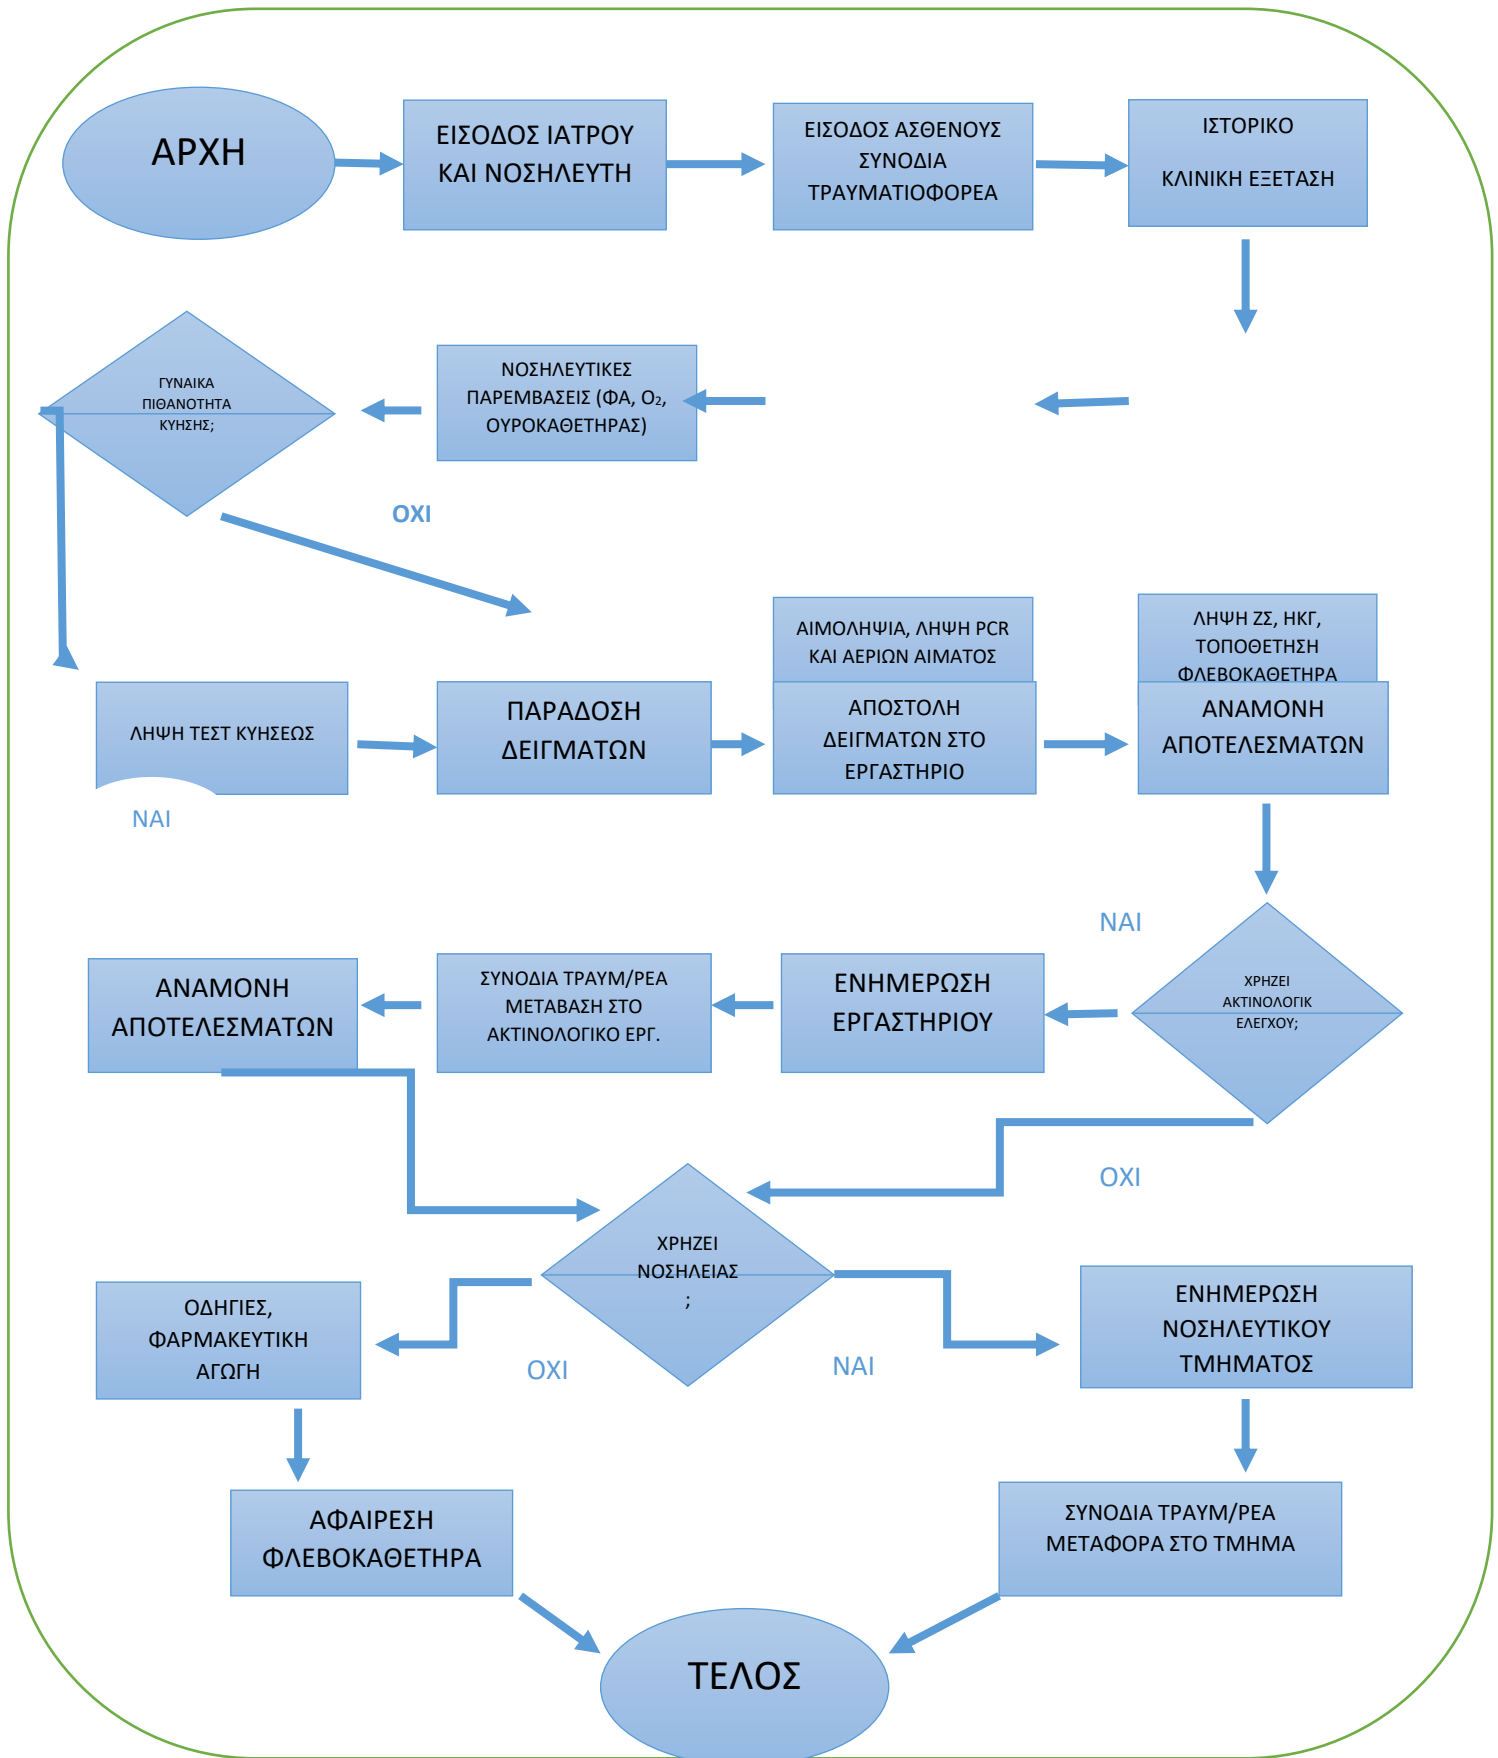 ΑΡΧΗ
ΕΙΣΟΔΟΣ ΙΑΤΡΟΥ
ΚΑΙ ΝΟΣΗΛΕΥΤΗ
ΕΙΣΟΔΟΣ ΑΣΘΕΝΟΥΣ
ΣΥΝΟΔΙΑ
ΤΡΑΥΜΑΤΙΟΦΟΡΕΑ
ΙΣΤΟΡΙΚΟ
ΚΛΙΝΙΚΗ ΕΞΕΤΑΣΗ
ΓΥΝΑΙΚΑ
ΠΙΘΑΝΟΤΗΤΑ
ΚΥΗΣΗΣ;
ΝΟΣΗΛΕΥΤΙΚΕΣ
ΠΑΡΕΜΒΑΣΕΙΣ (ΦΑ, Ο₂,
ΟΥΡΟΚΑΘΕΤΗΡΑΣ)
ΟΧΙ
ΑΙΜΟΛΗΨΙΑ, ΛΗΨΗ PCR
ΚΑΙ ΑΕΡΙΩΝ ΑΙΜΑΤΟΣ
ΛΗΨΗ ΖΣ, ΗΚΓ,
ΤΟΠΟΘΕΤΗΣΗ
ΦΛΕΒΟΚΑΘΕΤΗΡΑ
ΛΗΨΗ ΤΕΣΤ ΚΥΗΣΕΩΣ
ΝΑΙ
ΠΑΡΑΔΟΣΗ
ΔΕΙΓΜΑΤΩΝ
ΑΠΟΣΤΟΛΗ
ΔΕΙΓΜΑΤΩΝ ΣΤΟ
ΕΡΓΑΣΤΗΡΙΟ
ΑΝΑΜΟΝΗ
ΑΠΟΤΕΛΕΣΜΑΤΩΝ
ΝΑΙ
ΑΝΑΜΟΝΗ
ΑΠΟΤΕΛΕΣΜΑΤΩΝ
ΣΥΝΟΔΙΑ ΤΡΑΥΜ/ΡΕΑ
ΜΕΤΑΒΑΣΗ ΣΤΟ
ΑΚΤΙΝΟΛΟΓΙΚΟ ΕΡΓ.
ΕΝΗΜΕΡΩΣΗ
ΕΡΓΑΣΤΗΡΙΟΥ
ΧΡΗΖΕΙ
ΑΚΤΙΝΟΛΟΓΙΚ
ΕΛΕΓΧΟΥ;
ΟΧΙ
ΧΡΗΖΕΙ
ΝΟΣΗΛΕΙΑΣ
;
ΟΔΗΓΙΕΣ,
ΦΑΡΜΑΚΕΥΤΙΚΗ
ΑΓΩΓΗ
ΟΧΙ
ΝΑΙ
ΕΝΗΜΕΡΩΣΗ
ΝΟΣΗΛΕΥΤΙΚΟΥ
ΤΜΗΜΑΤΟΣ
ΑΦΑΙΡΕΣΗ
ΦΛΕΒΟΚΑΘΕΤΗΡΑ
ΣΥΝΟΔΙΑ ΤΡΑΥΜ/ΡΕΑ
ΜΕΤΑΦΟΡΑ ΣΤΟ ΤΜΗΜΑ
ΤΕΛΟΣ